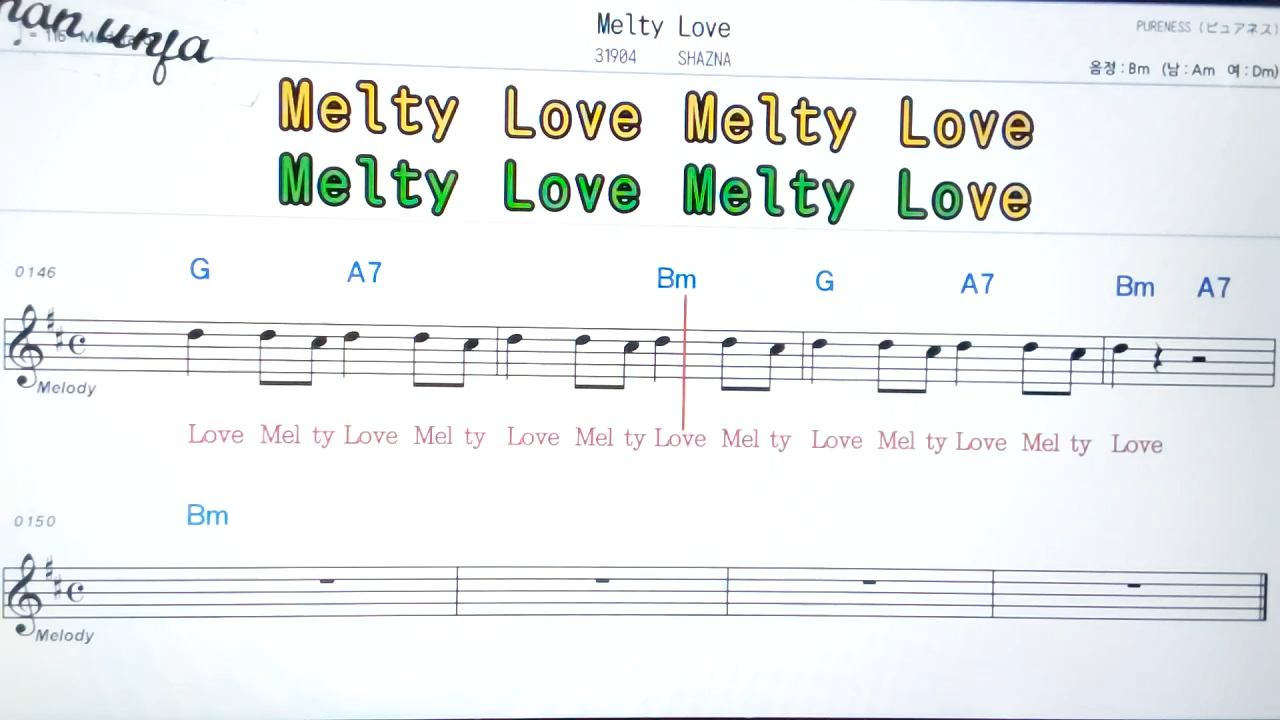 Melty Love
31904 SHAZNA
PURENESS (ピュアネス)
음정 : Bm (남 : Am 여 : Dm)
Melty Love Melty Love
Melty Love Melty Love
0146 G A7 Bm G A7 Bm A7
Melody
Love Mel ty Love Mel ty Love Mel ty Love Mel ty Love Mel ty Love Mel ty Love
0150 Bm
Melody